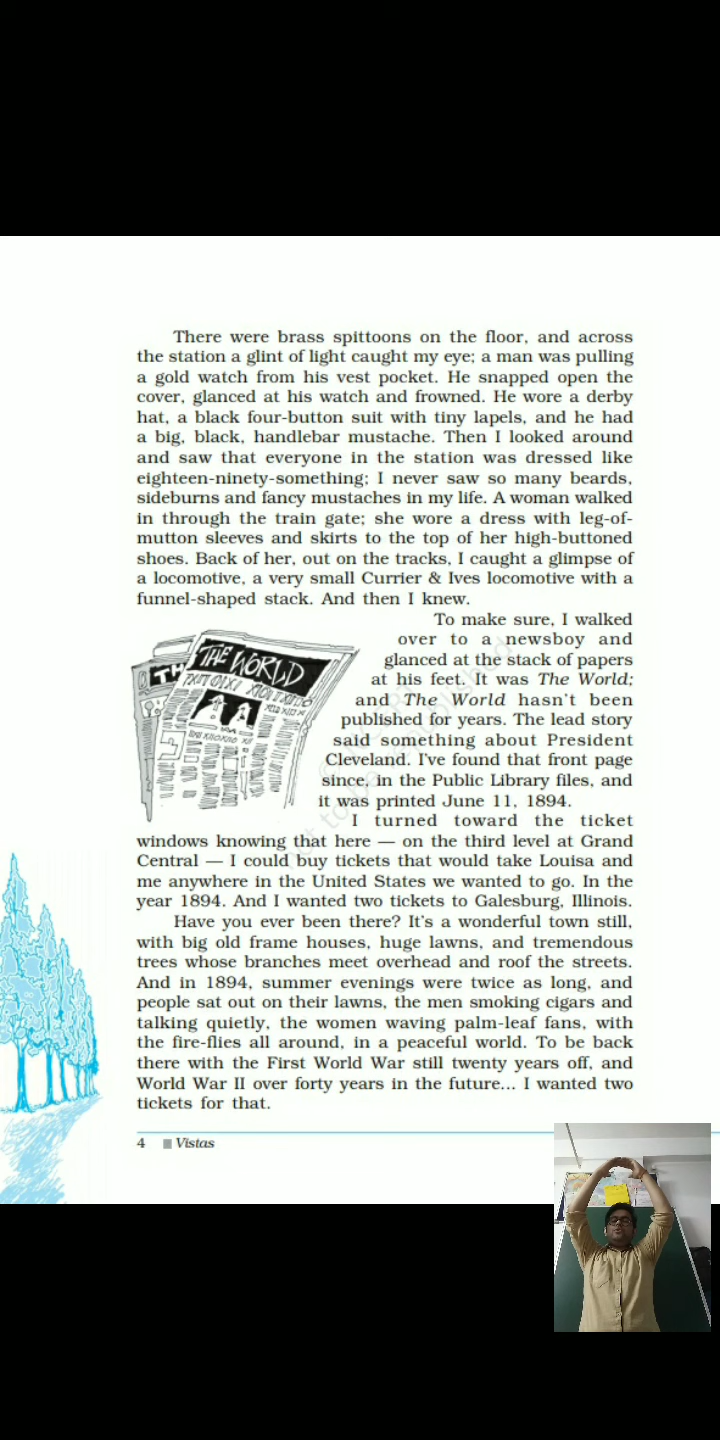 There were brass spittoons on the floor, and across
the station a glint of light caught my eye; a man was pulling
a gold watch from his vest pocket. He snapped open the
cover, glanced at his watch and frowned. He wore a derby
hat, a black four-button suit with tiny lapels, and he had
a big, black, handlebar mustache. Then I looked around
and saw that everyone in the station was dressed like
eighteen-ninety-something; I never saw so many beards,
sideburns and fancy mustaches in my life. A woman walked
in through the train gate; she wore a dress with leg-of-
mutton sleeves and skirts to the top of her high-buttoned
shoes. Back of her, out on the tracks, I caught a glimpse of
a locomotive, a very small Currier & Ives locomotive with a
funnel-shaped stack. And then I knew.
To make sure, I walked
over to a newsboy and
glanced at the stack of papers
at his feet. It was The World;
and The World hasn't been
published for years. The lead story
said something about President
Cleveland. I've found that front page
since, in the Public Library files, and
it was printed June 11, 1894.
TH
THE WORLD
I turned toward the ticket
windows knowing that here — on the third level at Grand
Central — I could buy tickets that would take Louisa and
me anywhere in the United States we wanted to go. In the
year 1894. And I wanted two tickets to Galesburg, Illinois.
Have you ever been there? It's a wonderful town still,
with big old frame houses, huge lawns, and tremendous
trees whose branches meet overhead and roof the streets.
And in 1894, summer evenings were twice as long, and
people sat out on their lawns, the men smoking cigars and
talking quietly, the women waving palm-leaf fans, with
the fire-flies all around, in a peaceful world. To be back
there with the First World War still twenty years off, and
World War II over forty years in the future... I wanted two
tickets for that.
4 Vistas